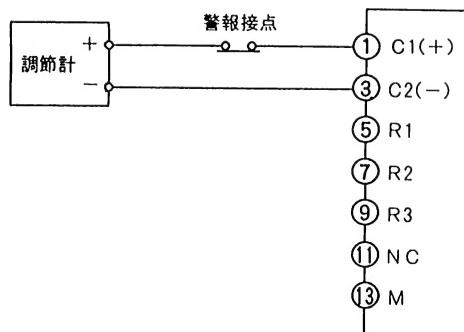 警報接点
調節計
+
−
① C1(+)
③ C2(−)
⑤ R1
⑦ R2
⑨ R3
⑪ NC
⑬ M